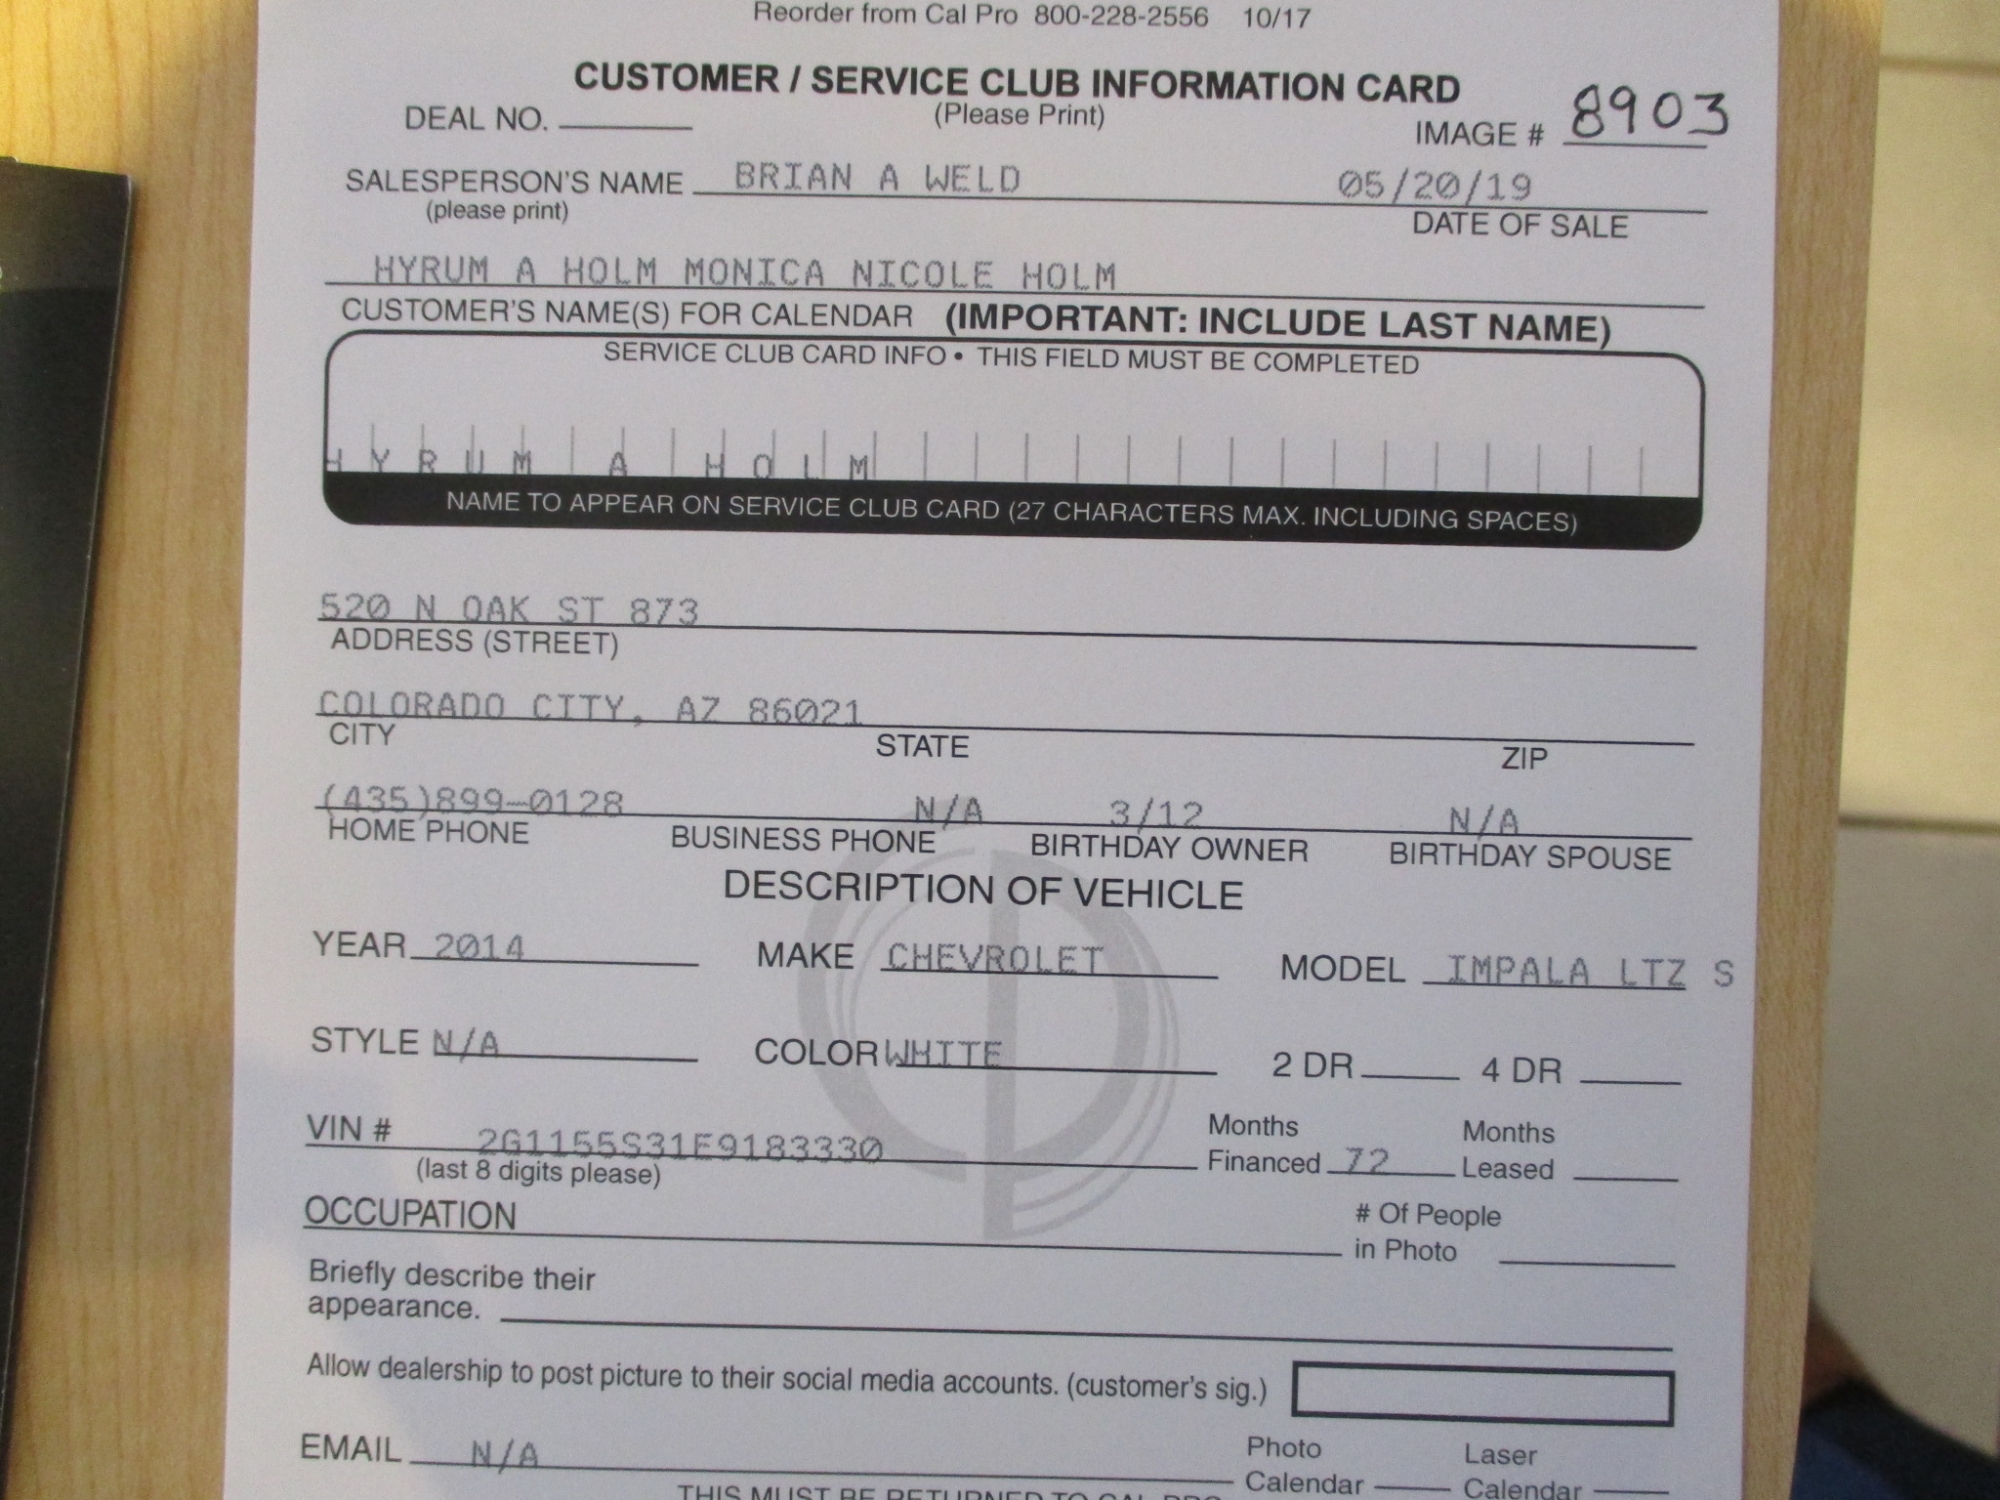 Reorder from Cal Pro 800-228-2556 10/17
CUSTOMER / SERVICE CLUB INFORMATION CARD
DEAL NO. (Please Print) IMAGE # 8903
SALESPERSON'S NAME BRIAN A WELD 05/20/19
(please print) DATE OF SALE
HYRUM A HOLM MONICA NICOLE HOLM
CUSTOMER'S NAME(S) FOR CALENDAR (IMPORTANT: INCLUDE LAST NAME)
SERVICE CLUB CARD INFO • THIS FIELD MUST BE COMPLETED
HYRUM A HOLM
NAME TO APPEAR ON SERVICE CLUB CARD (27 CHARACTERS MAX. INCLUDING SPACES)
520 N OAK ST 873
ADDRESS (STREET)
COLORADO CITY, AZ 86021
CITY STATE ZIP
(435)899-0128 N/A 3/12 N/A
HOME PHONE BUSINESS PHONE BIRTHDAY OWNER BIRTHDAY SPOUSE
DESCRIPTION OF VEHICLE
YEAR 2014 MAKE CHEVROLET MODEL IMPALA LTZ S
STYLE N/A COLOR WHITE 2 DR 4 DR
VIN # 2G1155S31E9183330 Months Financed 72 Months Leased
(last 8 digits please)
OCCUPATION # Of People in Photo
Briefly describe their
appearance.
Allow dealership to post picture to their social media accounts. (customer's sig.)
EMAIL N/A Photo Calendar Laser Calendar
THIS MUST BE RETURNED TO CAL PRO